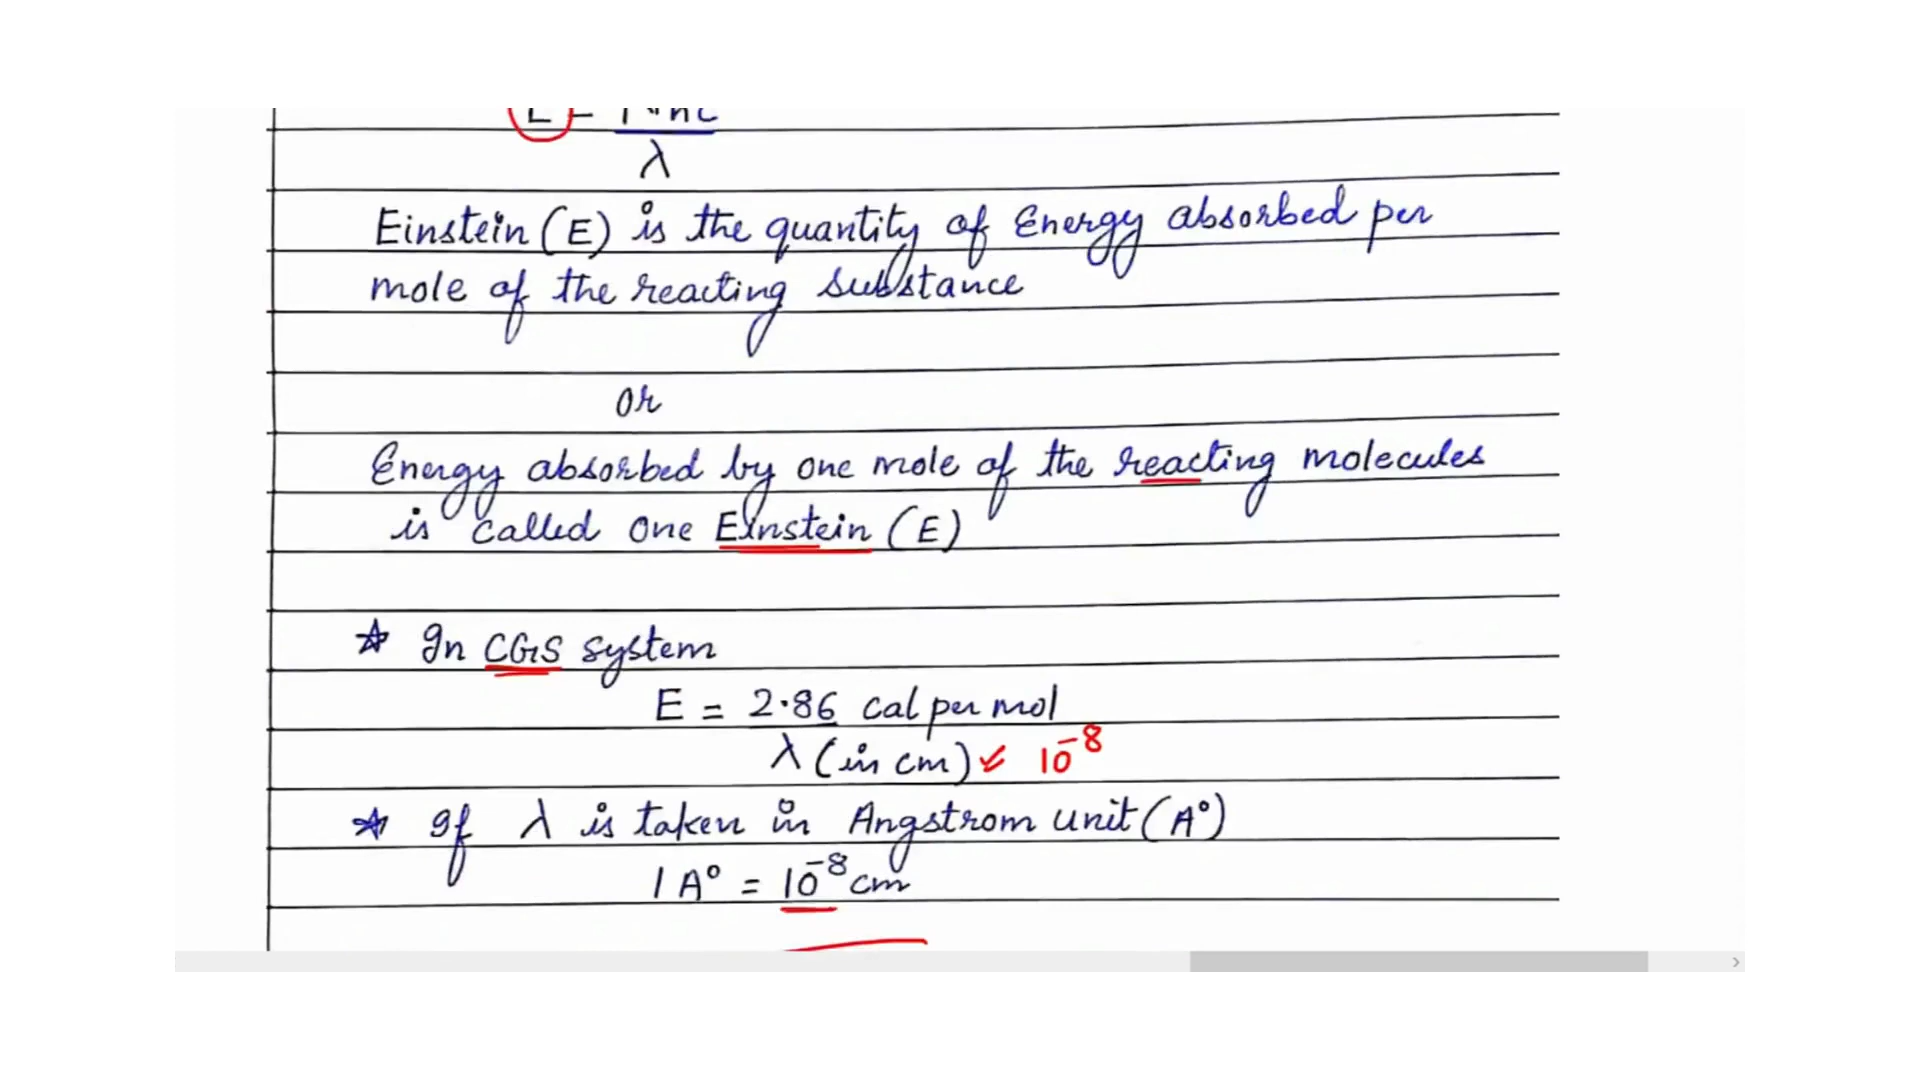 λ
Einstein (E) is the quantity of Energy absorbed per
mole of the reacting substance
or
Energy absorbed by one mole of the reacting molecules
is called one Einstein (E)
☆ In CGS system
E = 2.86 cal per mol
λ (in cm) ✓ 10⁻⁸
☆ If λ is taken in Angstrom unit (A°)
1 A° = 10⁻⁸ cm